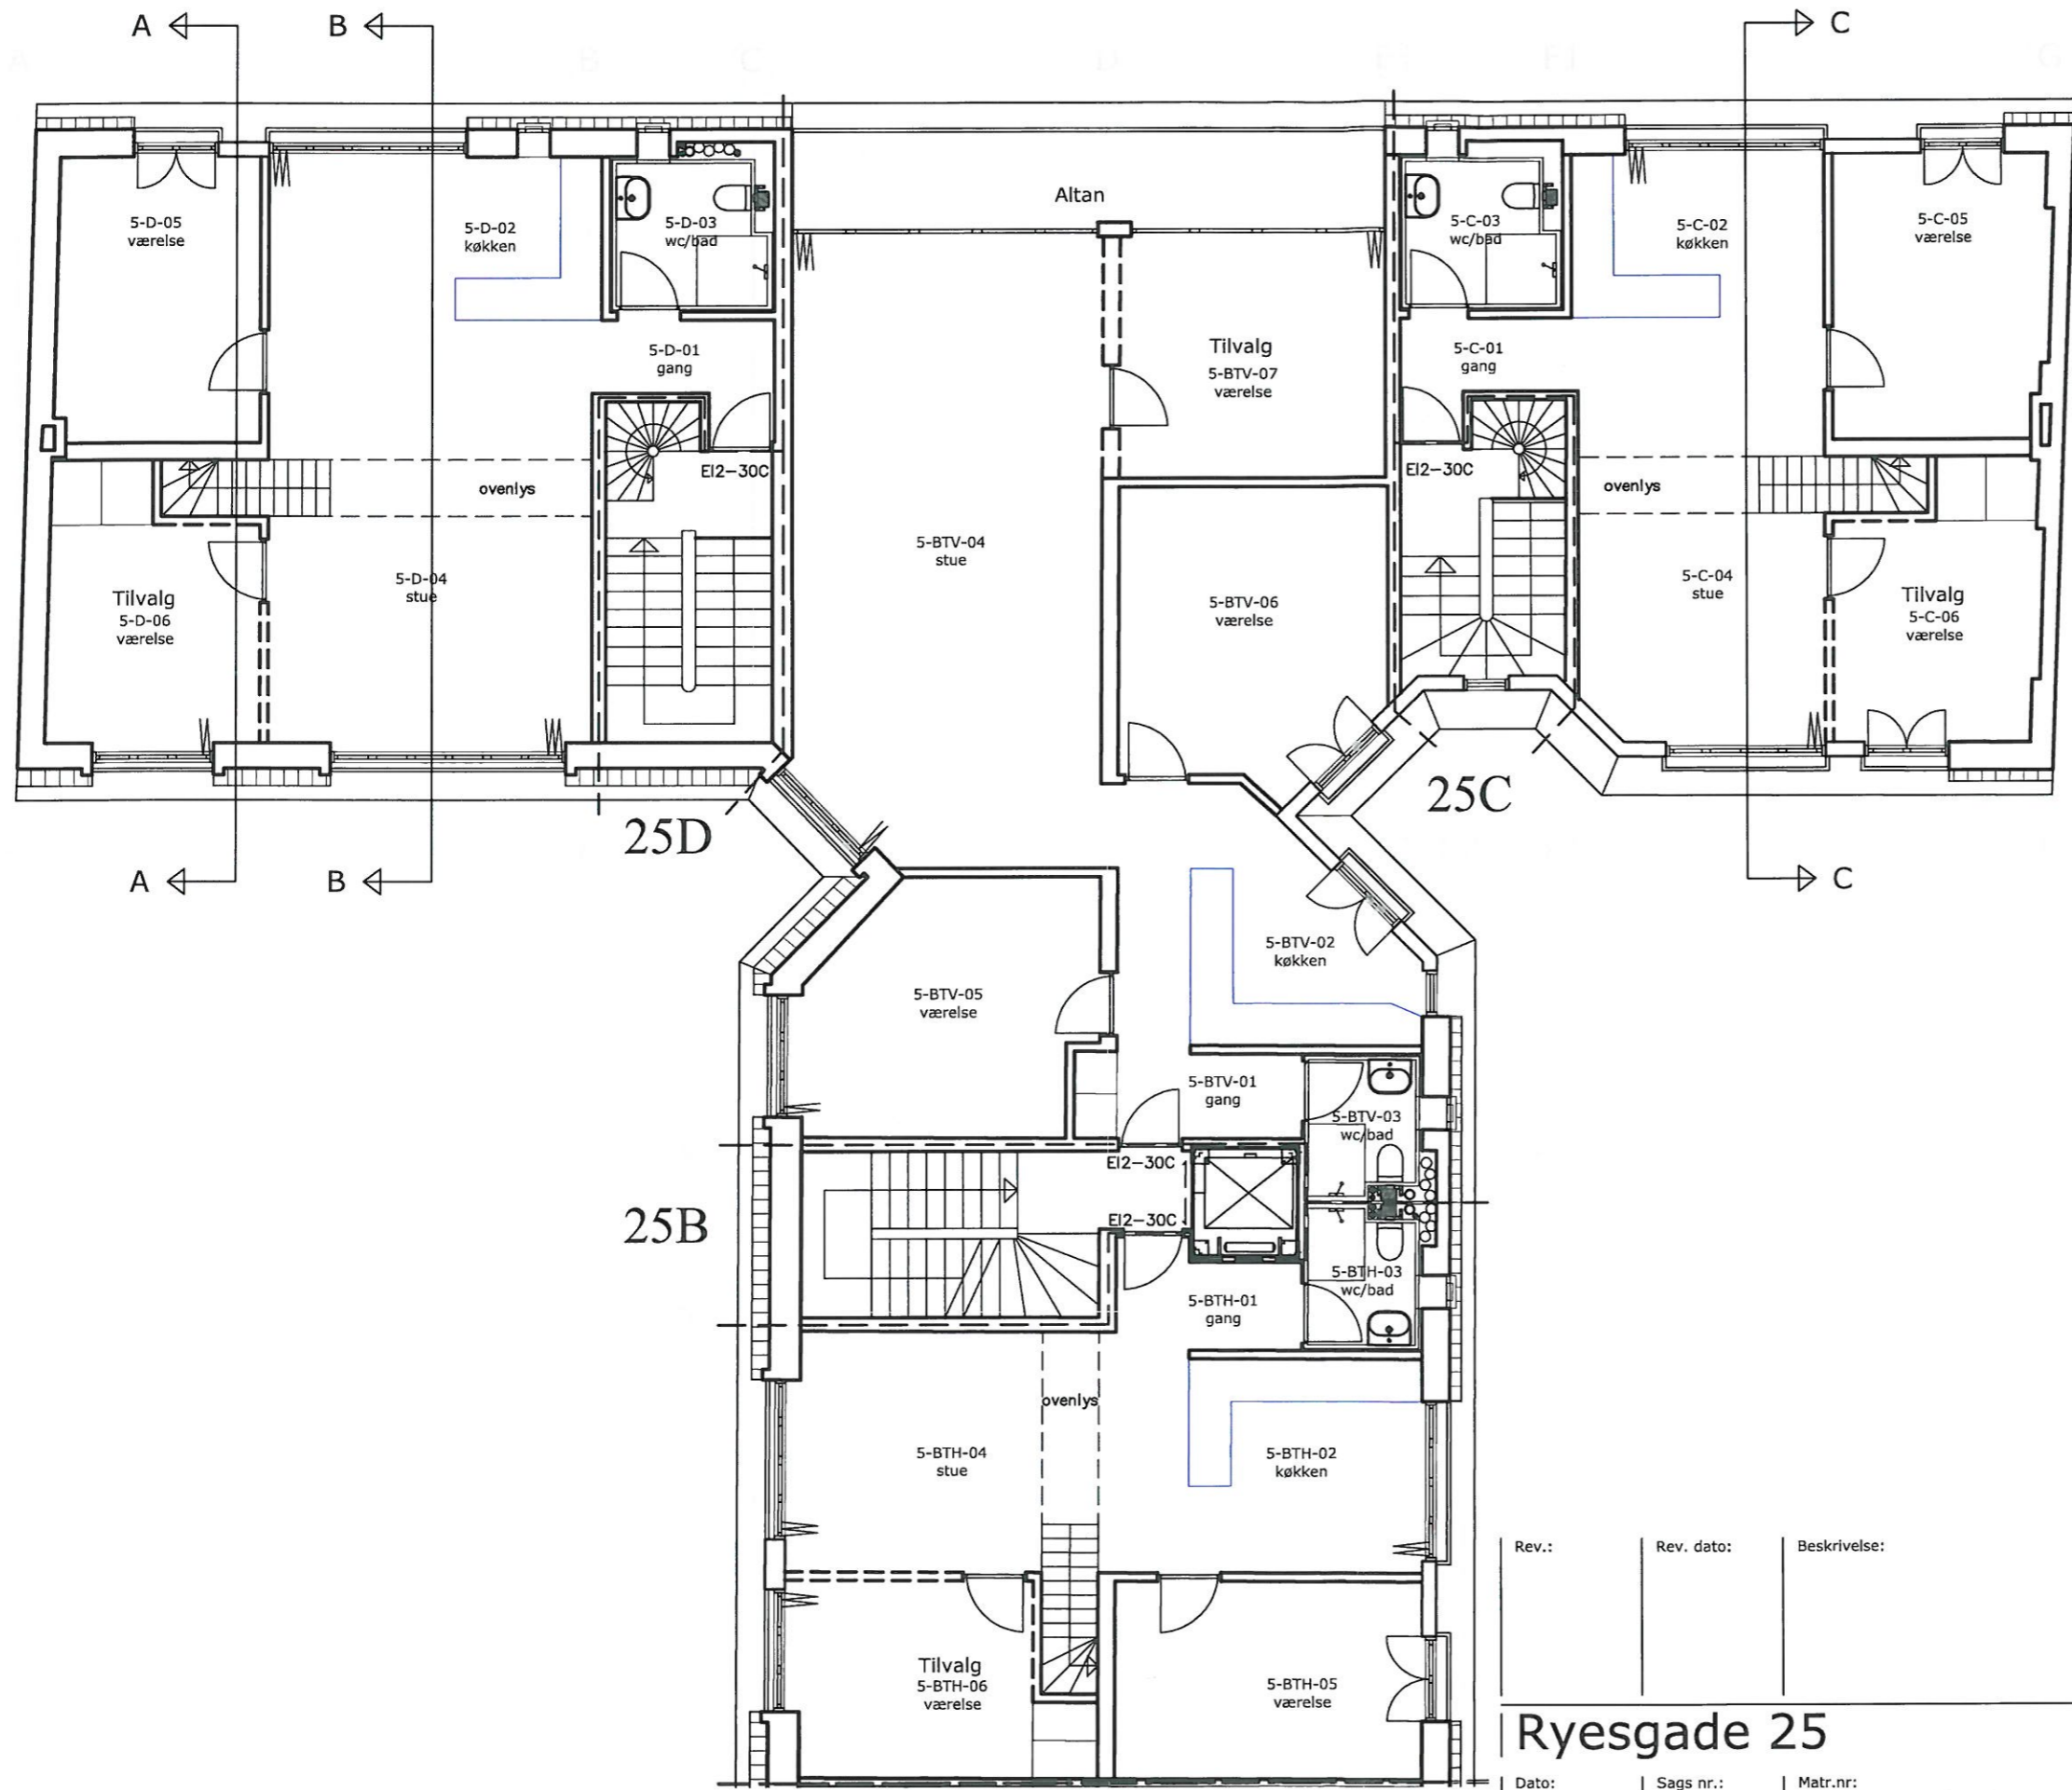 A
B
C
5-D-05
værelse
5-D-02
køkken
5-D-03
wc/bad
Altan
5-C-03
wc/bad
5-C-02
køkken
5-C-05
værelse
5-D-01
gang
Tilvalg
5-BTV-07
værelse
5-C-01
gang
EI2-30C
EI2-30C
ovenlys
ovenlys
5-BTV-04
stue
5-D-04
stue
Tilvalg
5-D-06
værelse
5-BTV-06
værelse
5-C-04
stue
Tilvalg
5-C-06
værelse
25D
25C
A
B
C
5-BTV-02
køkken
5-BTV-05
værelse
5-BTV-01
gang
5-BTV-03
wc/bad
EI2-30C
25B
EI2-30C
5-BTH-03
wc/bad
5-BTH-01
gang
ovenlys
5-BTH-04
stue
5-BTH-02
køkken
Tilvalg
5-BTH-06
værelse
5-BTH-05
værelse
Rev.:
Rev. dato:
Beskrivelse:
Ryesgade 25
Dato:
Sags nr.:
Matr.nr: